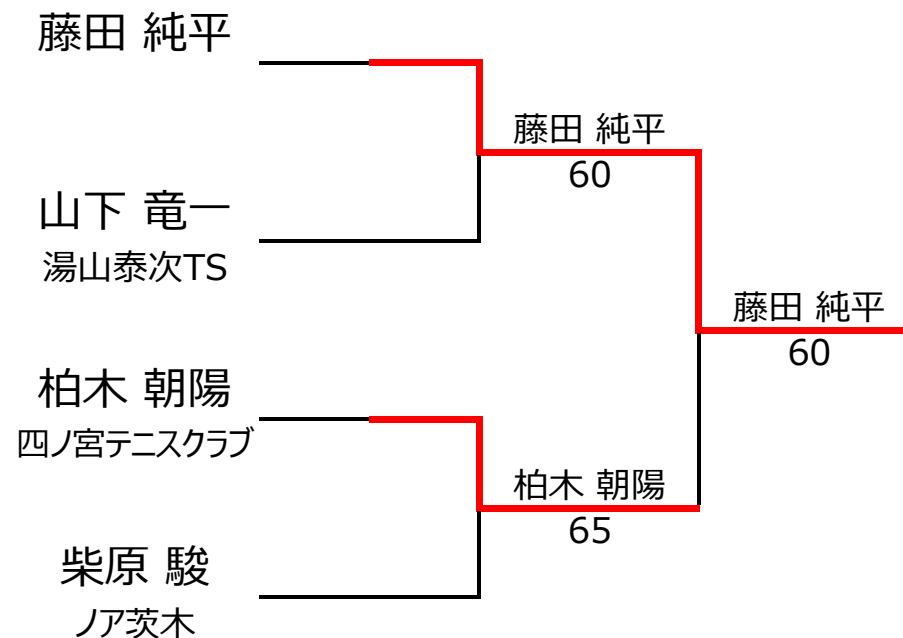 藤田 純平
山下 竜一
湯山泰次TS
柏木 朝陽
四ノ宮テニスクラブ
柴原 駿
ノア茨木
藤田 純平
60
柏木 朝陽
65
藤田 純平
60